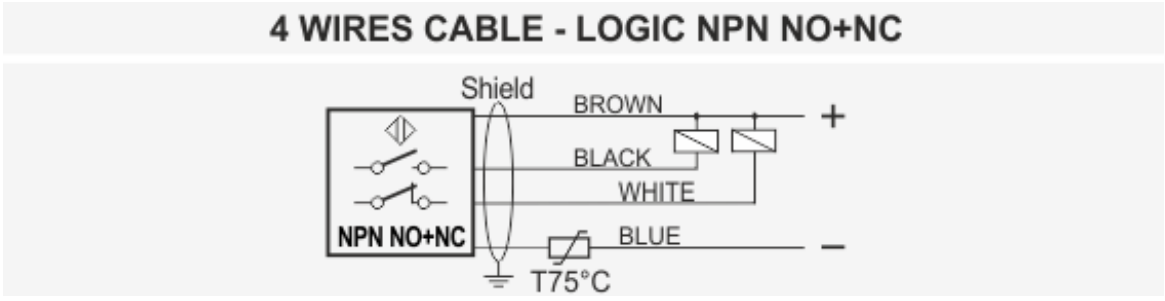 4 WIRES CABLE - LOGIC NPN NO+NC
Shield
BROWN
+
BLACK
WHITE
NPN NO+NC
BLUE
−
T75°C